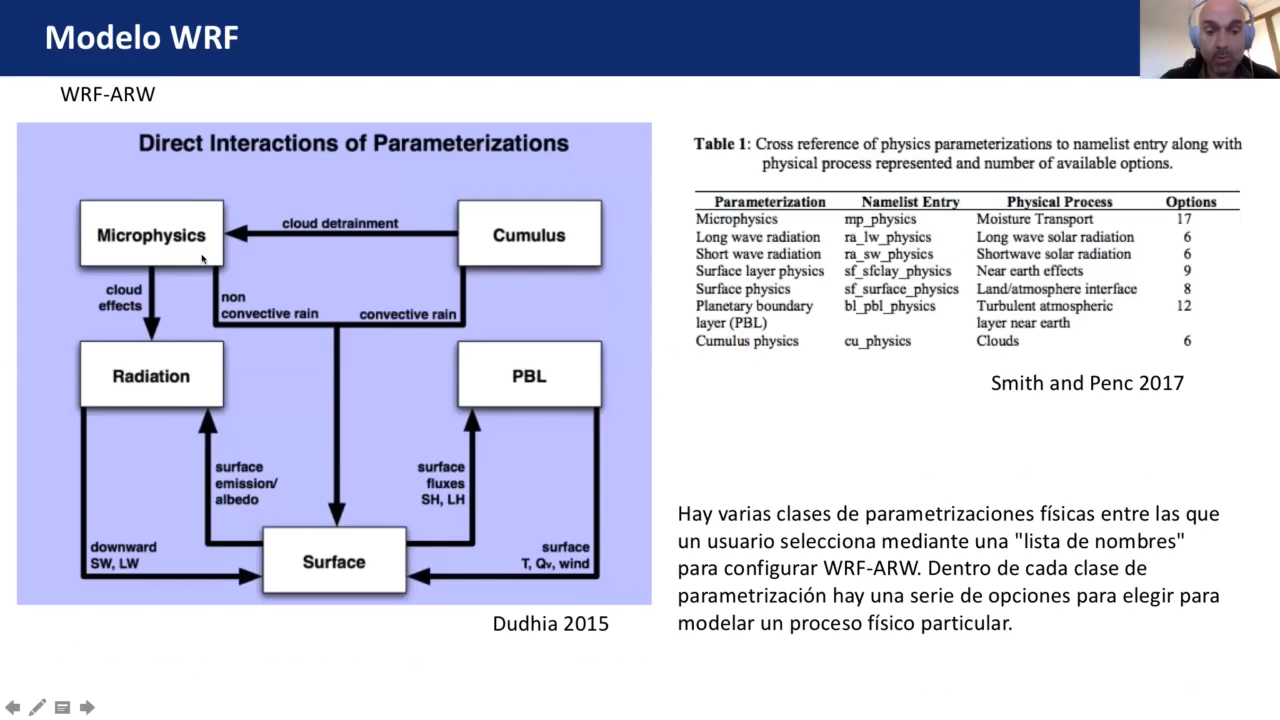 Modelo WRF
WRF-ARW
Direct Interactions of Parameterizations
Microphysics
cloud detrainment
Cumulus
cloud
effects
non
convective rain
convective rain
Radiation
PBL
surface
emission/
albedo
surface
fluxes
SH, LH
downward
SW, LW
Surface
surface
T, Qv, wind
Dudhia 2015
Table 1: Cross reference of physics parameterizations to namelist entry along with
physical process represented and number of available options.
Parameterization Namelist Entry Physical Process Options
Microphysics mp_physics Moisture Transport 17
Long wave radiation ra_lw_physics Long wave solar radiation 6
Short wave radiation ra_sw_physics Shortwave solar radiation 6
Surface layer physics sf_sfclay_physics Near earth effects 9
Surface physics sf_surface_physics Land/atmosphere interface 8
Planetary boundary bl_pbl_physics Turbulent atmospheric 12
layer (PBL) layer near earth
Cumulus physics cu_physics Clouds 6
Smith and Penc 2017
Hay varias clases de parametrizaciones físicas entre las que
un usuario selecciona mediante una "lista de nombres"
para configurar WRF-ARW. Dentro de cada clase de
parametrización hay una serie de opciones para elegir para
modelar un proceso físico particular.